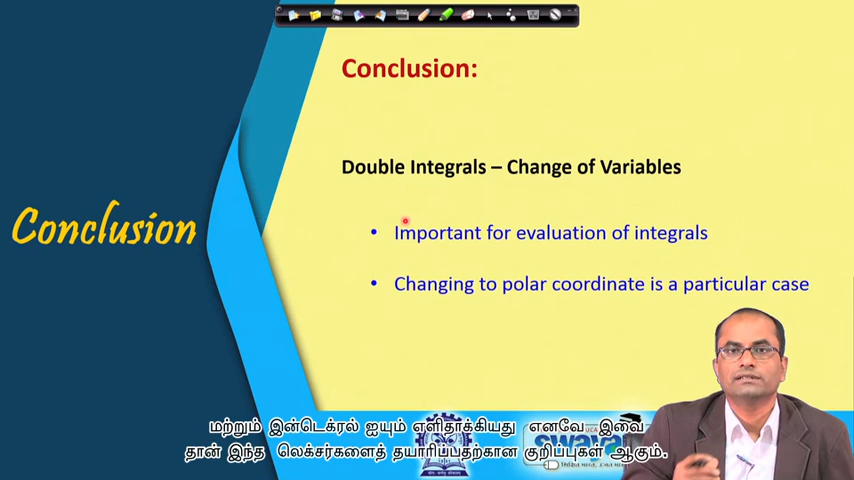 Conclusion:
Double Integrals – Change of Variables
• Important for evaluation of integrals
• Changing to polar coordinate is a particular case
Conclusion
swaya
மற்றும் இன்டெக்ரல் ஐயும் எளிதாக்கியது எனவே இவை
தான் இந்த லெக்சர்களைத் தயாரிப்பதற்கான குறிப்புகள் ஆகும்.